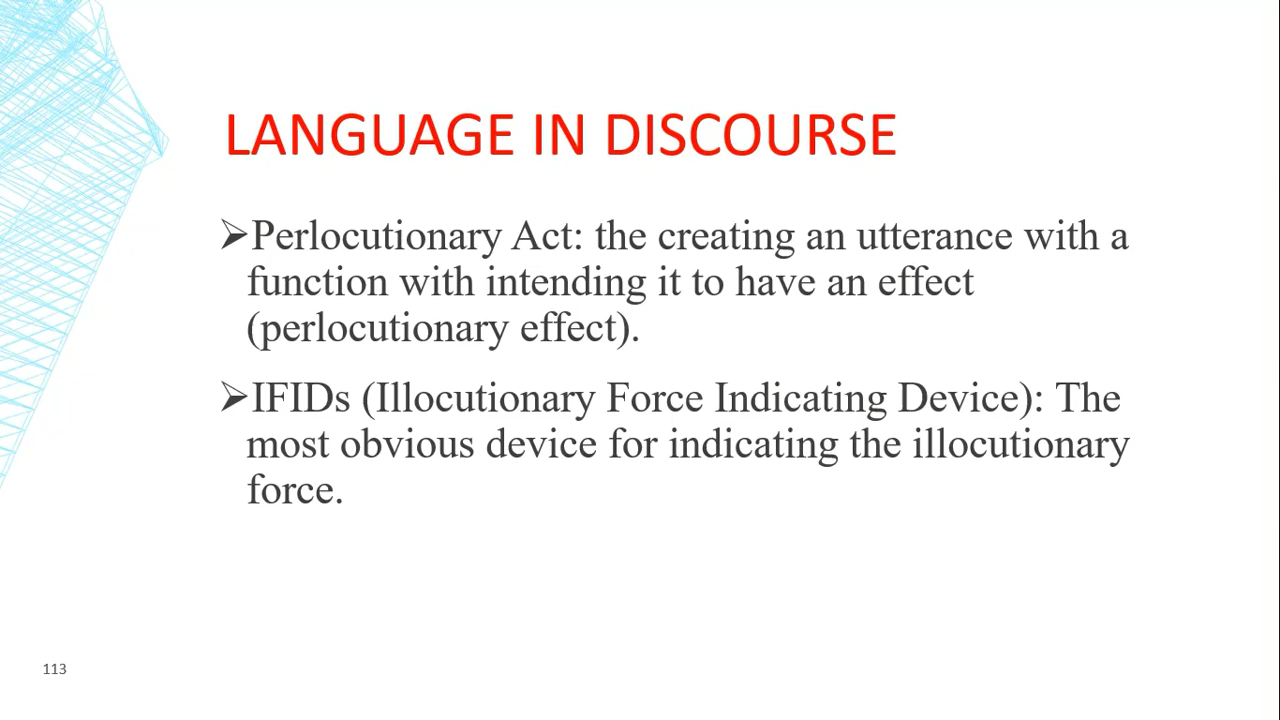 LANGUAGE IN DISCOURSE
➢Perlocutionary Act: the creating an utterance with a
function with intending it to have an effect
(perlocutionary effect).
➢IFIDs (Illocutionary Force Indicating Device): The
most obvious device for indicating the illocutionary
force.
113